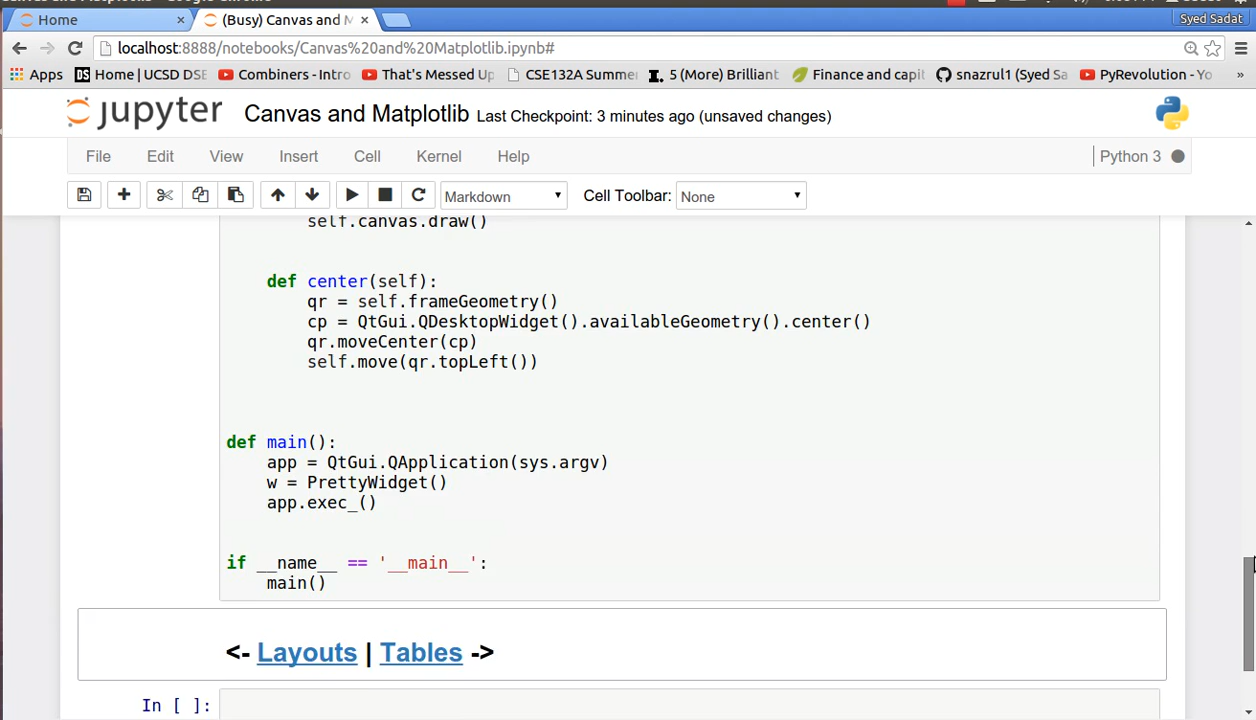 Home × (Busy) Canvas and M ×
Syed Sadat
localhost:8888/notebooks/Canvas%20and%20Matplotlib.ipynb#
Apps Home | UCSD DSE Combiners - Intro That's Messed Up CSE132A Summer 5 (More) Brilliant Finance and capit snazrul1 (Syed Sa PyRevolution - Yo »
jupyter Canvas and Matplotlib Last Checkpoint: 3 minutes ago (unsaved changes)
File Edit View Insert Cell Kernel Help Python 3
Markdown Cell Toolbar: None
self.canvas.draw()
def center(self):
qr = self.frameGeometry()
cp = QtGui.QDesktopWidget().availableGeometry().center()
qr.moveCenter(cp)
self.move(qr.topLeft())
def main():
app = QtGui.QApplication(sys.argv)
w = PrettyWidget()
app.exec_()
if __name__ == '__main__':
main()
<- Layouts | Tables ->
In [ ]: